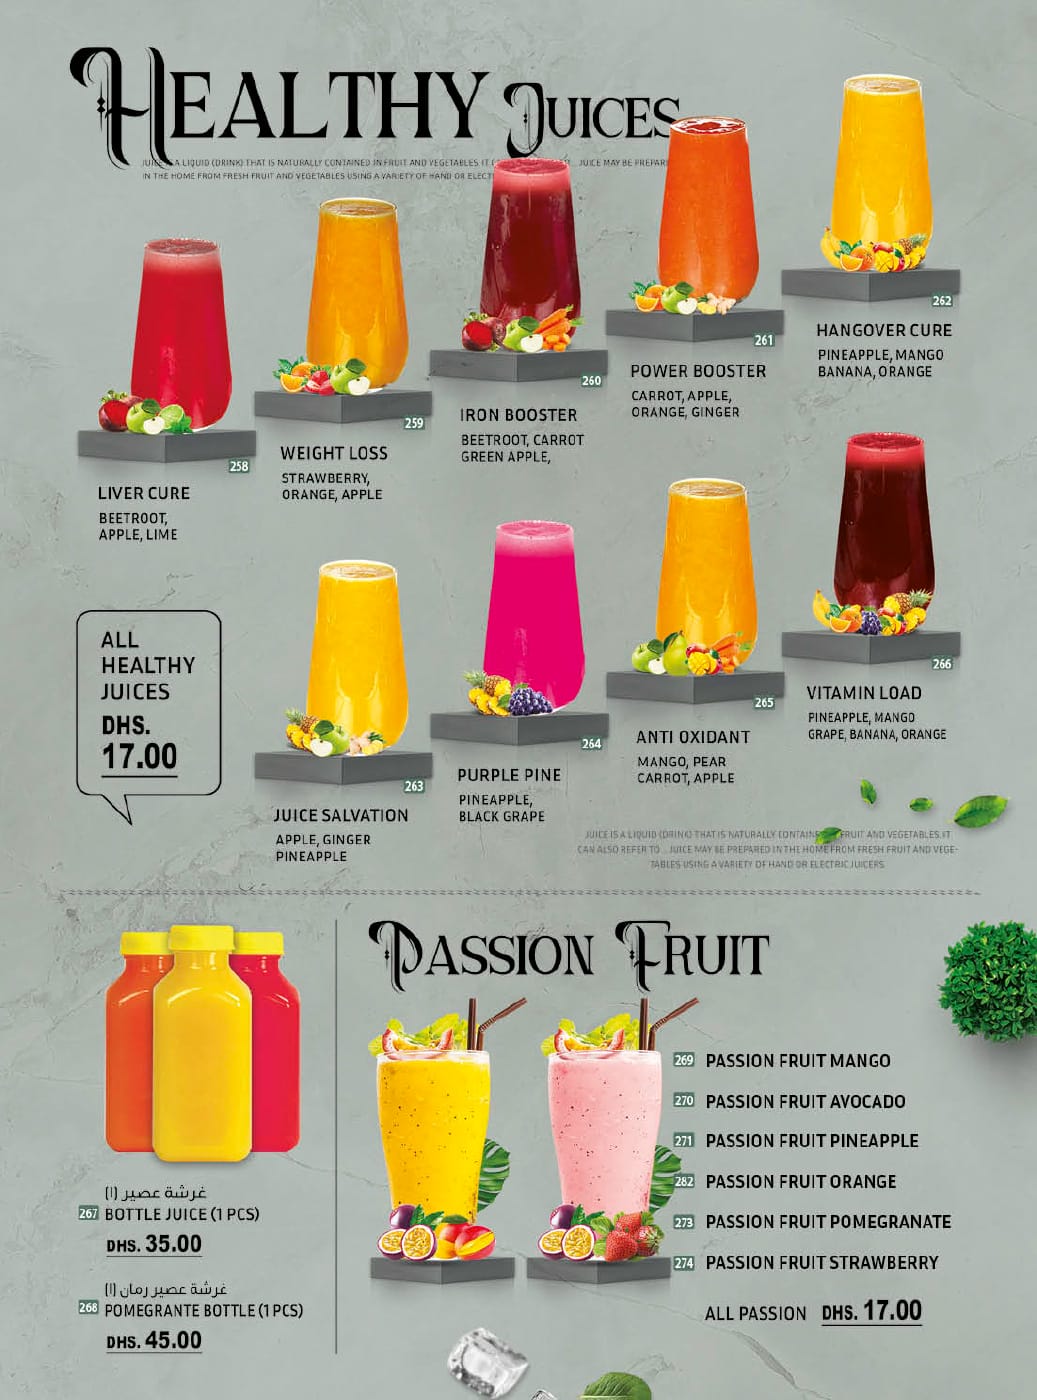 HEALTHY JUICES
JUICE A LIQUID (DRINK) THAT IS NATURALLY CONTAINED IN FRUIT AND VEGETABLES. IT JUICE MAY BE
IN THE HOME FROM FRESH FRUIT AND VEGETABLES USING A VARIETY OF HAND OR
258
LIVER CURE
BEETROOT,
APPLE, LIME
259
WEIGHT LOSS
STRAWBERRY,
ORANGE, APPLE
260
IRON BOOSTER
BEETROOT, CARROT
GREEN APPLE,
261
POWER BOOSTER
CARROT, APPLE,
ORANGE, GINGER
262
HANGOVER CURE
PINEAPPLE, MANGO
BANANA, ORANGE
ALL
HEALTHY
JUICES
DHS.
17.00
263
JUICE SALVATION
APPLE, GINGER
PINEAPPLE
264
PURPLE PINE
PINEAPPLE,
BLACK GRAPE
265
ANTI OXIDANT
MANGO, PEAR
CARROT, APPLE
266
VITAMIN LOAD
PINEAPPLE, MANGO
GRAPE, BANANA, ORANGE
JUICE IS A LIQUID (DRINK) THAT IS NATURALLY FRUIT AND VEGETABLES.IT
CAN ALSO REFER TO... JUICE MAY BE PREPARED IN THE HOME FROM FRESH FRUIT AND VEGE-
TABLES USING A VARIETY OF HAND OR ELECTRIC JUICERS.
غرشة عصير (١)
267 BOTTLE JUICE (1 PCS)
DHS. 35.00
غرشة عصير رمان (١)
268 POMEGRANTE BOTTLE (1 PCS)
DHS. 45.00
PASSION FRUIT
269 PASSION FRUIT MANGO
270 PASSION FRUIT AVOCADO
271 PASSION FRUIT PINEAPPLE
282 PASSION FRUIT ORANGE
273 PASSION FRUIT POMEGRANATE
274 PASSION FRUIT STRAWBERRY
ALL PASSION DHS. 17.00